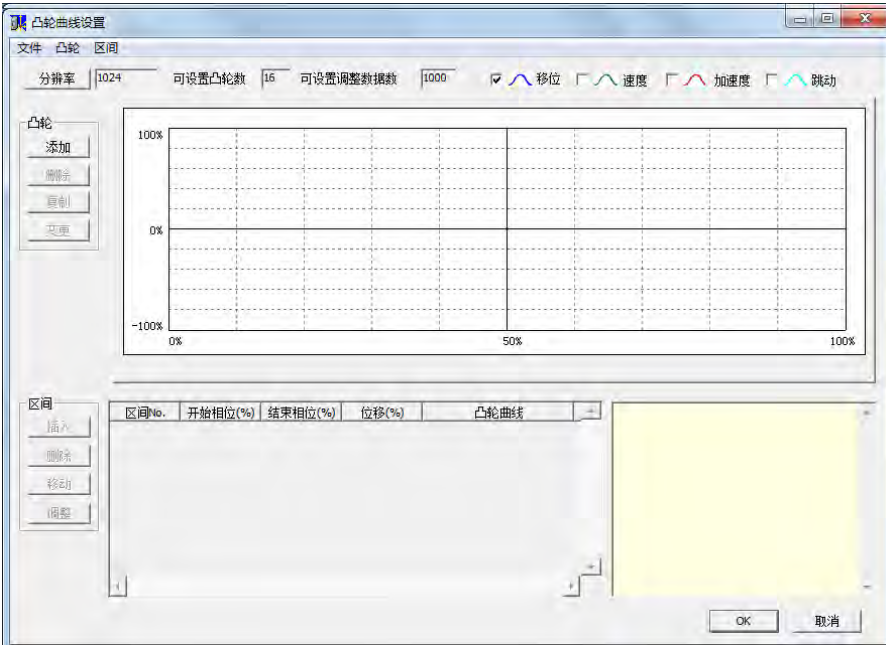 凸轮曲线设置
文件 凸轮 区间
分辨率 1024 可设置凸轮数 16 可设置调整数据数 1000 移位 速度 加速度 跳动
凸轮
添加
删除
复制
变更
100%
0%
-100%
0% 50% 100%
区间
插入
删除
移动
调整
区间No. 开始相位(%) 结束相位(%) 位移(%) 凸轮曲线
OK 取消